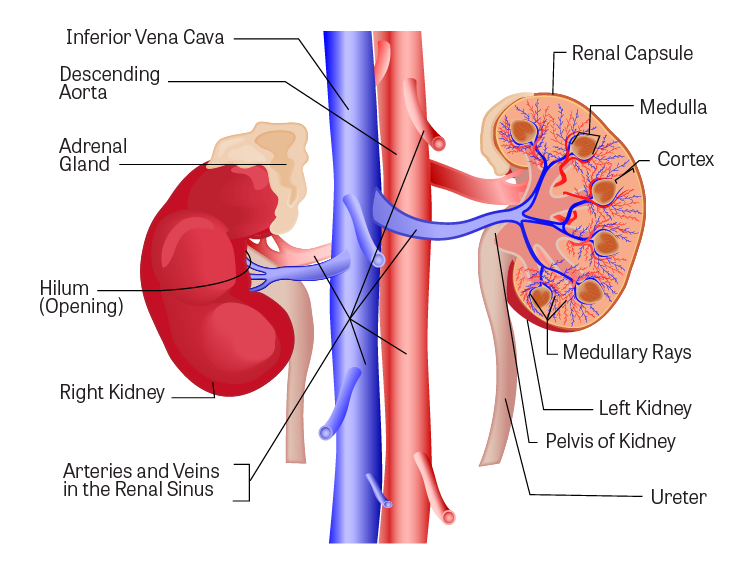 Inferior Vena Cava
Descending
Aorta
Adrenal
Gland
Hilum
(Opening)
Right Kidney
Arteries and Veins
in the Renal Sinus
Renal Capsule
Medulla
Cortex
Medullary Rays
Left Kidney
Pelvis of Kidney
Ureter